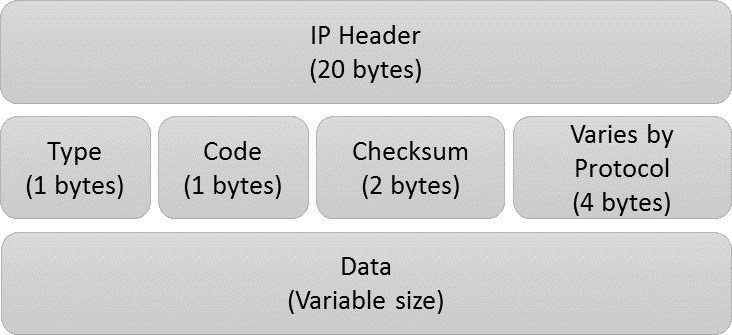 IP Header
(20 bytes)
Type
(1 bytes)
Code
(1 bytes)
Checksum
(2 bytes)
Varies by
Protocol
(4 bytes)
Data
(Variable size)